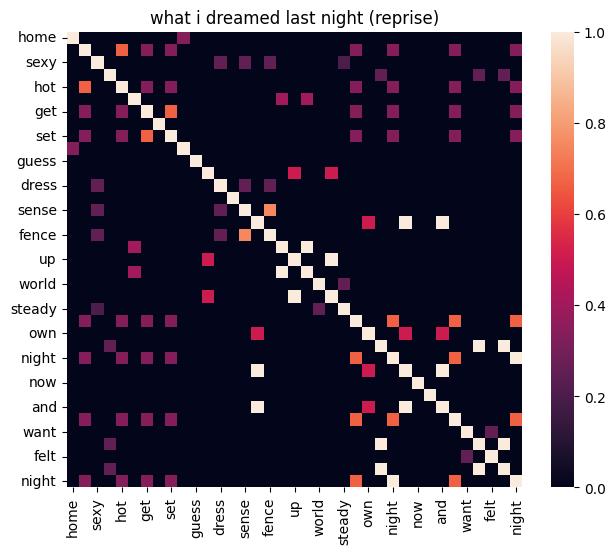 what i dreamed last night (reprise)
home
sexy
hot
get
set
guess
dress
sense
fence
up
world
steady
own
night
now
and
want
felt
night
1.0
0.8
0.6
0.4
0.2
0.0
home
sexy
hot
get
set
guess
dress
sense
fence
up
world
steady
own
night
now
and
want
felt
night